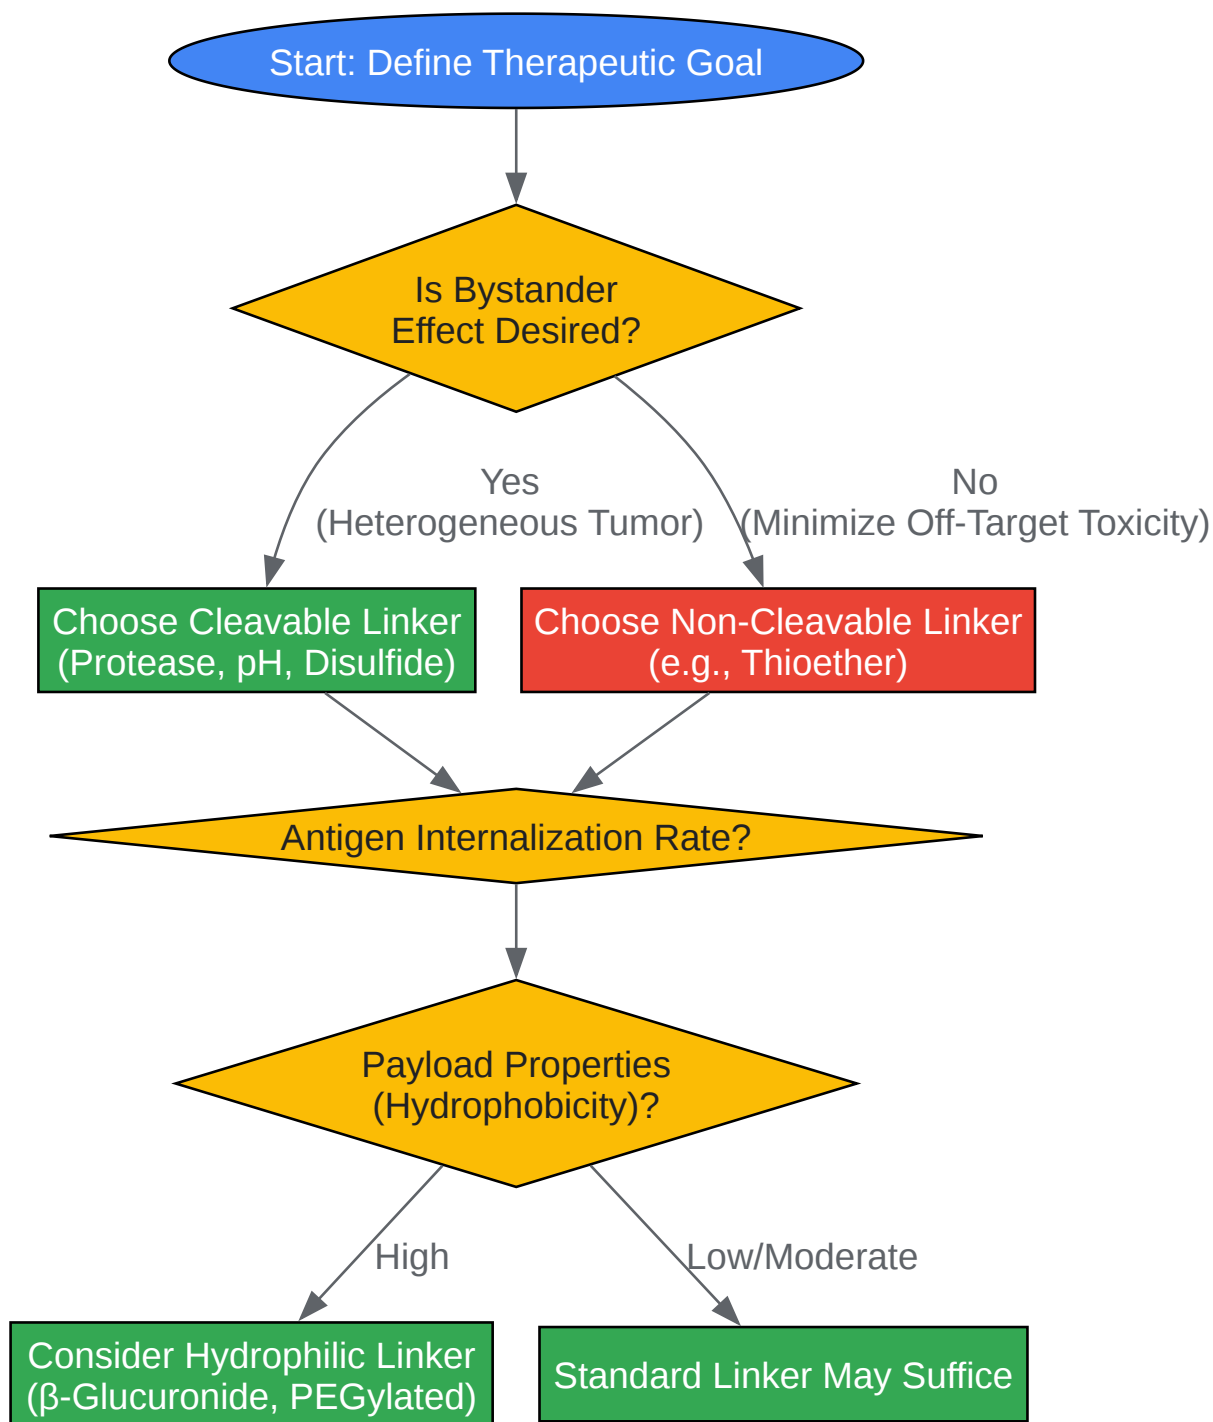 Start: Define Therapeutic Goal
Is Bystander
Effect Desired?
Yes
(Heterogeneous Tumor)
No
(Minimize Off-Target Toxicity)
Choose Cleavable Linker
(Protease, pH, Disulfide)
Choose Non-Cleavable Linker
(e.g., Thioether)
Antigen Internalization Rate?
Payload Properties
(Hydrophobicity)?
High
Low/Moderate
Consider Hydrophilic Linker
(β-Glucuronide, PEGylated)
Standard Linker May Suffice